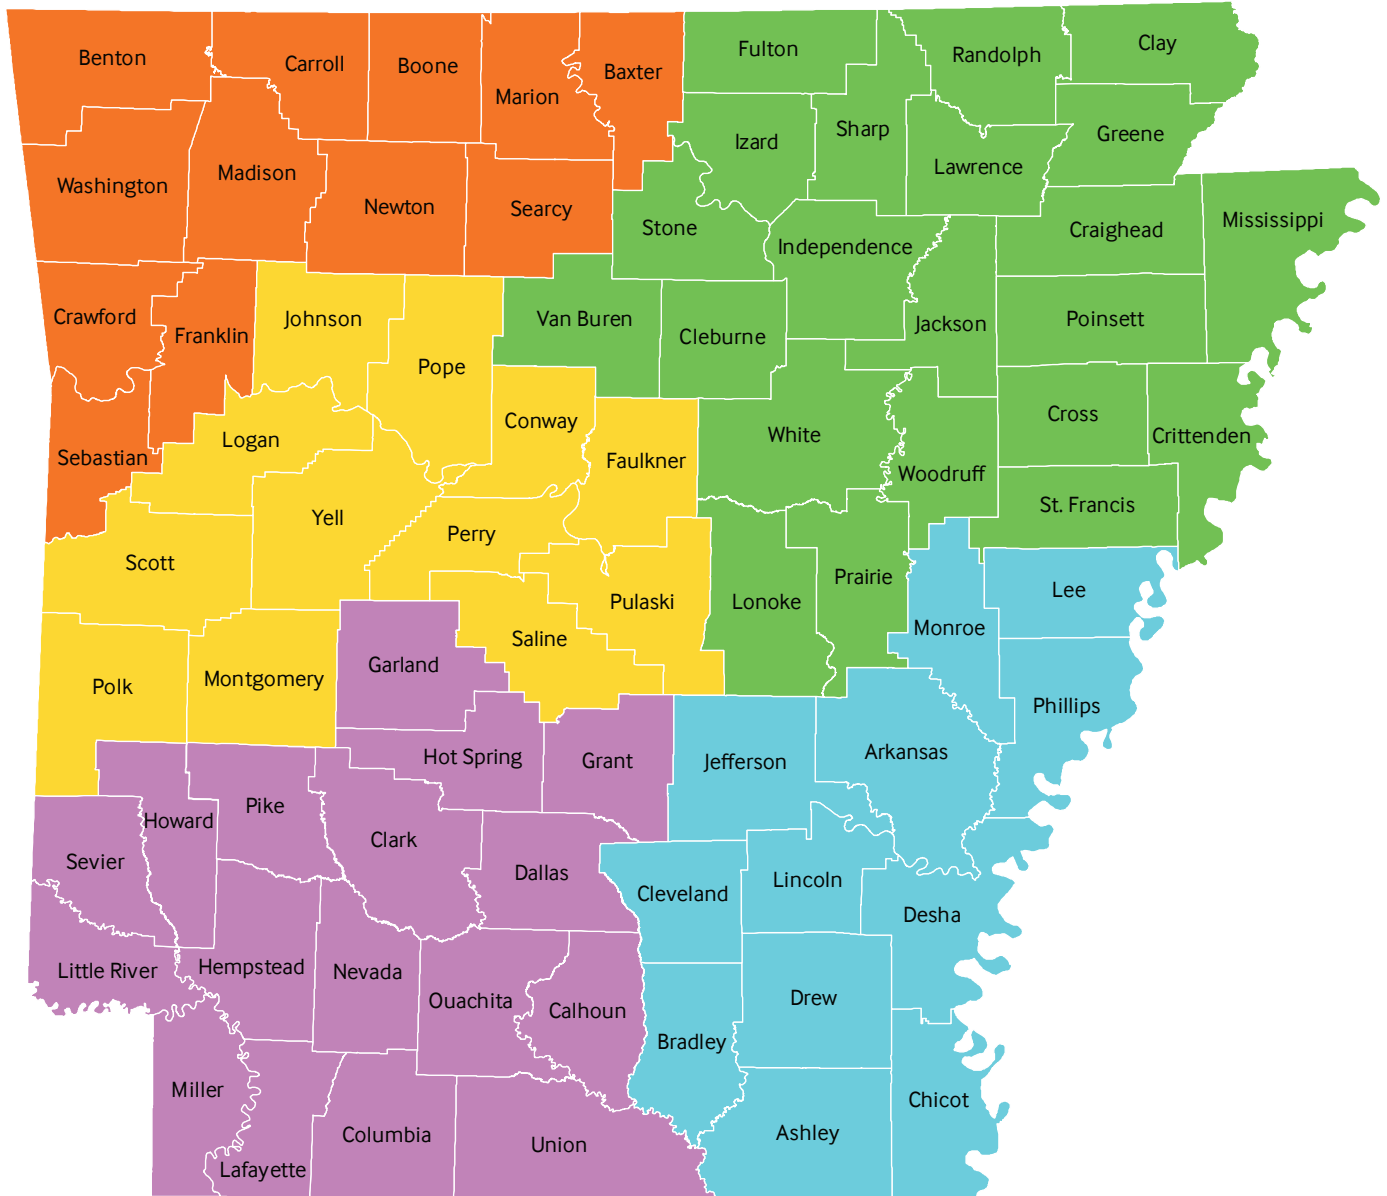 Benton
Carroll
Boone
Marion
Baxter
Fulton
Randolph
Clay
Washington
Madison
Newton
Searcy
Stone
Izard
Sharp
Lawrence
Greene
Independence
Craighead
Mississippi
Crawford
Franklin
Johnson
Pope
Van Buren
Cleburne
Jackson
Poinsett
Sebastian
Logan
Conway
Faulkner
White
Woodruff
Cross
Crittenden
Scott
Yell
Perry
Pulaski
Lonoke
Prairie
St. Francis
Lee
Polk
Montgomery
Garland
Saline
Monroe
Phillips
Hot Spring
Grant
Jefferson
Arkansas
Sevier
Howard
Pike
Clark
Dallas
Cleveland
Lincoln
Desha
Little River
Hempstead
Nevada
Ouachita
Calhoun
Bradley
Drew
Miller
Lafayette
Columbia
Union
Ashley
Chicot